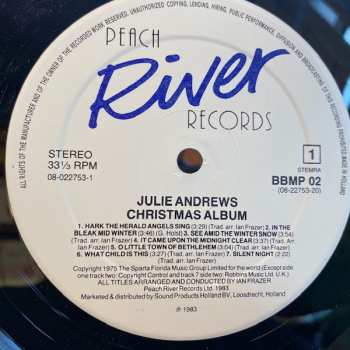 ALL RIGHTS OF THE MANUFACTURER AND OF THE OWNER OF THE RECORDED WORK RESERVED. UNAUTHORIZED COPYING, LENDING, HIRING, PUBLIC PERFORMANCE, DIFFUSION AND BROADCASTING OF THIS RECORD PROHIBITED. MADE IN HOLLAND
PEACH
River
RECORDS
STEREO
33⅓ RPM
08-022753-1
1
STEMRA
BBMP 02
(08-22753-20)
JULIE ANDREWS
CHRISTMAS ALBUM
1. HARK THE HERALD ANGELS SING (3:29) (Trad. arr. Ian Frazer) 2. IN THE
BLEAK MID WINTER (3:46) (G. Holst) 3. SEE AMID THE WINTER SNOW (3:54)
(Trad. arr. Ian Frazer) 4. IT CAME UPON THE MIDNIGHT CLEAR (3:37) (Trad.
arr. Ian Frazer) 5. O LITTLE TOWN OF BETHLEHEM (3:04) (Trad. arr. Ian Frazer)
6. WHAT CHILD IS THIS (3:27) (Trad. arr. Ian Frazer) 7. SILENT NIGHT (2:22)
(Trad. arr. Ian Frazer)
Copyright 1975 The Sparta Florida Music Group Limited for the world (Except side
one track two: Copyright Control and track 7 side two: Robbins Music Ltd. U.K.)
ALL TITLES ARRANGED AND CONDUCTED BY IAN FRAZER
Peach River Records Ltd. 1983
Marketed & distributed by Sound Products Holland BV, Loosdrecht, Holland
℗ 1983